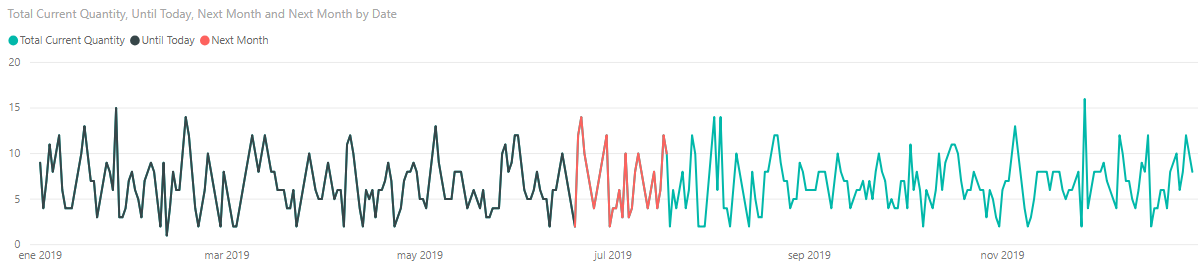 Total Current Quantity, Until Today, Next Month and Next Month by Date
Total Current Quantity Until Today Next Month
20
15
10
5
0
ene 2019 mar 2019 may 2019 jul 2019 sep 2019 nov 2019